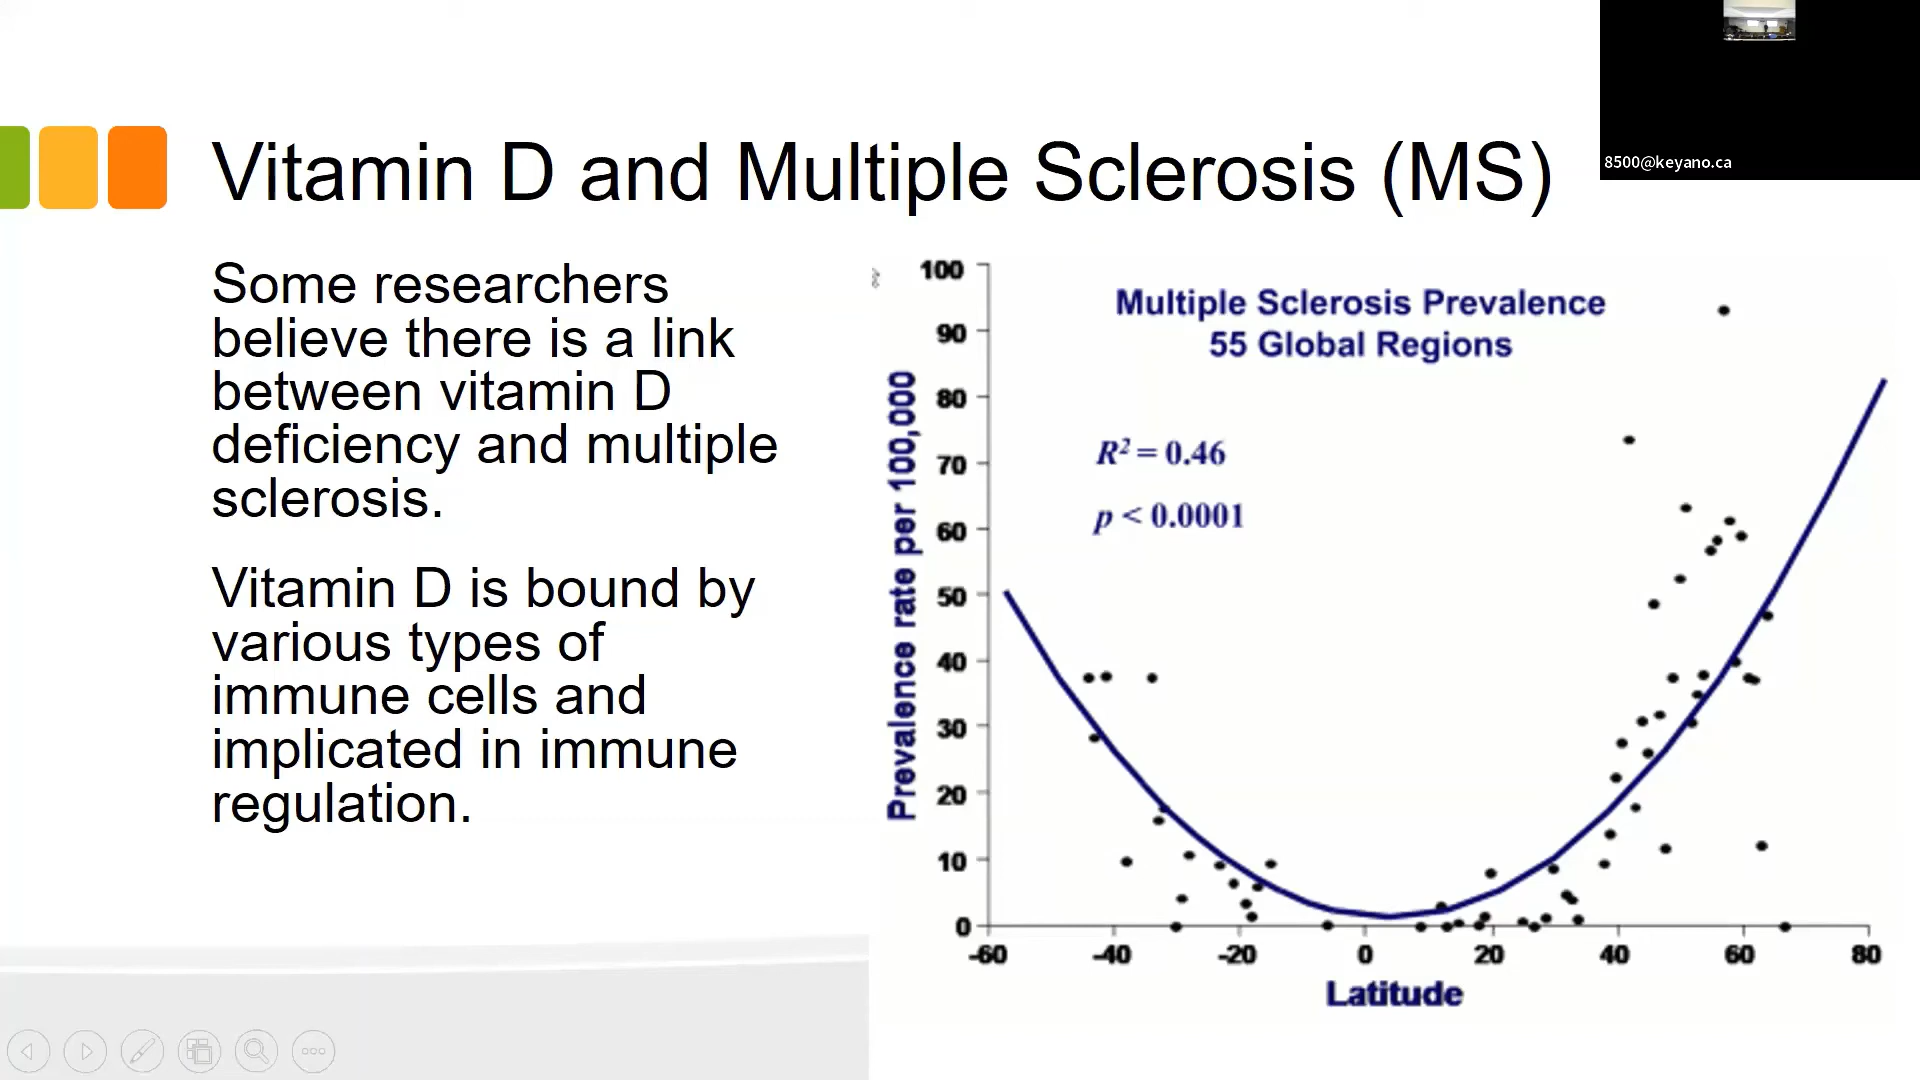 8500@keyano.ca
Vitamin D and Multiple Sclerosis (MS)
Some researchers
believe there is a link
between vitamin D
deficiency and multiple
sclerosis.
Vitamin D is bound by
various types of
immune cells and
implicated in immune
regulation.
Multiple Sclerosis Prevalence
55 Global Regions
R² = 0.46
p < 0.0001
Prevalence rate per 100,000
100
90
80
70
60
50
40
30
20
10
0
-60 -40 -20 0 20 40 60 80
Latitude